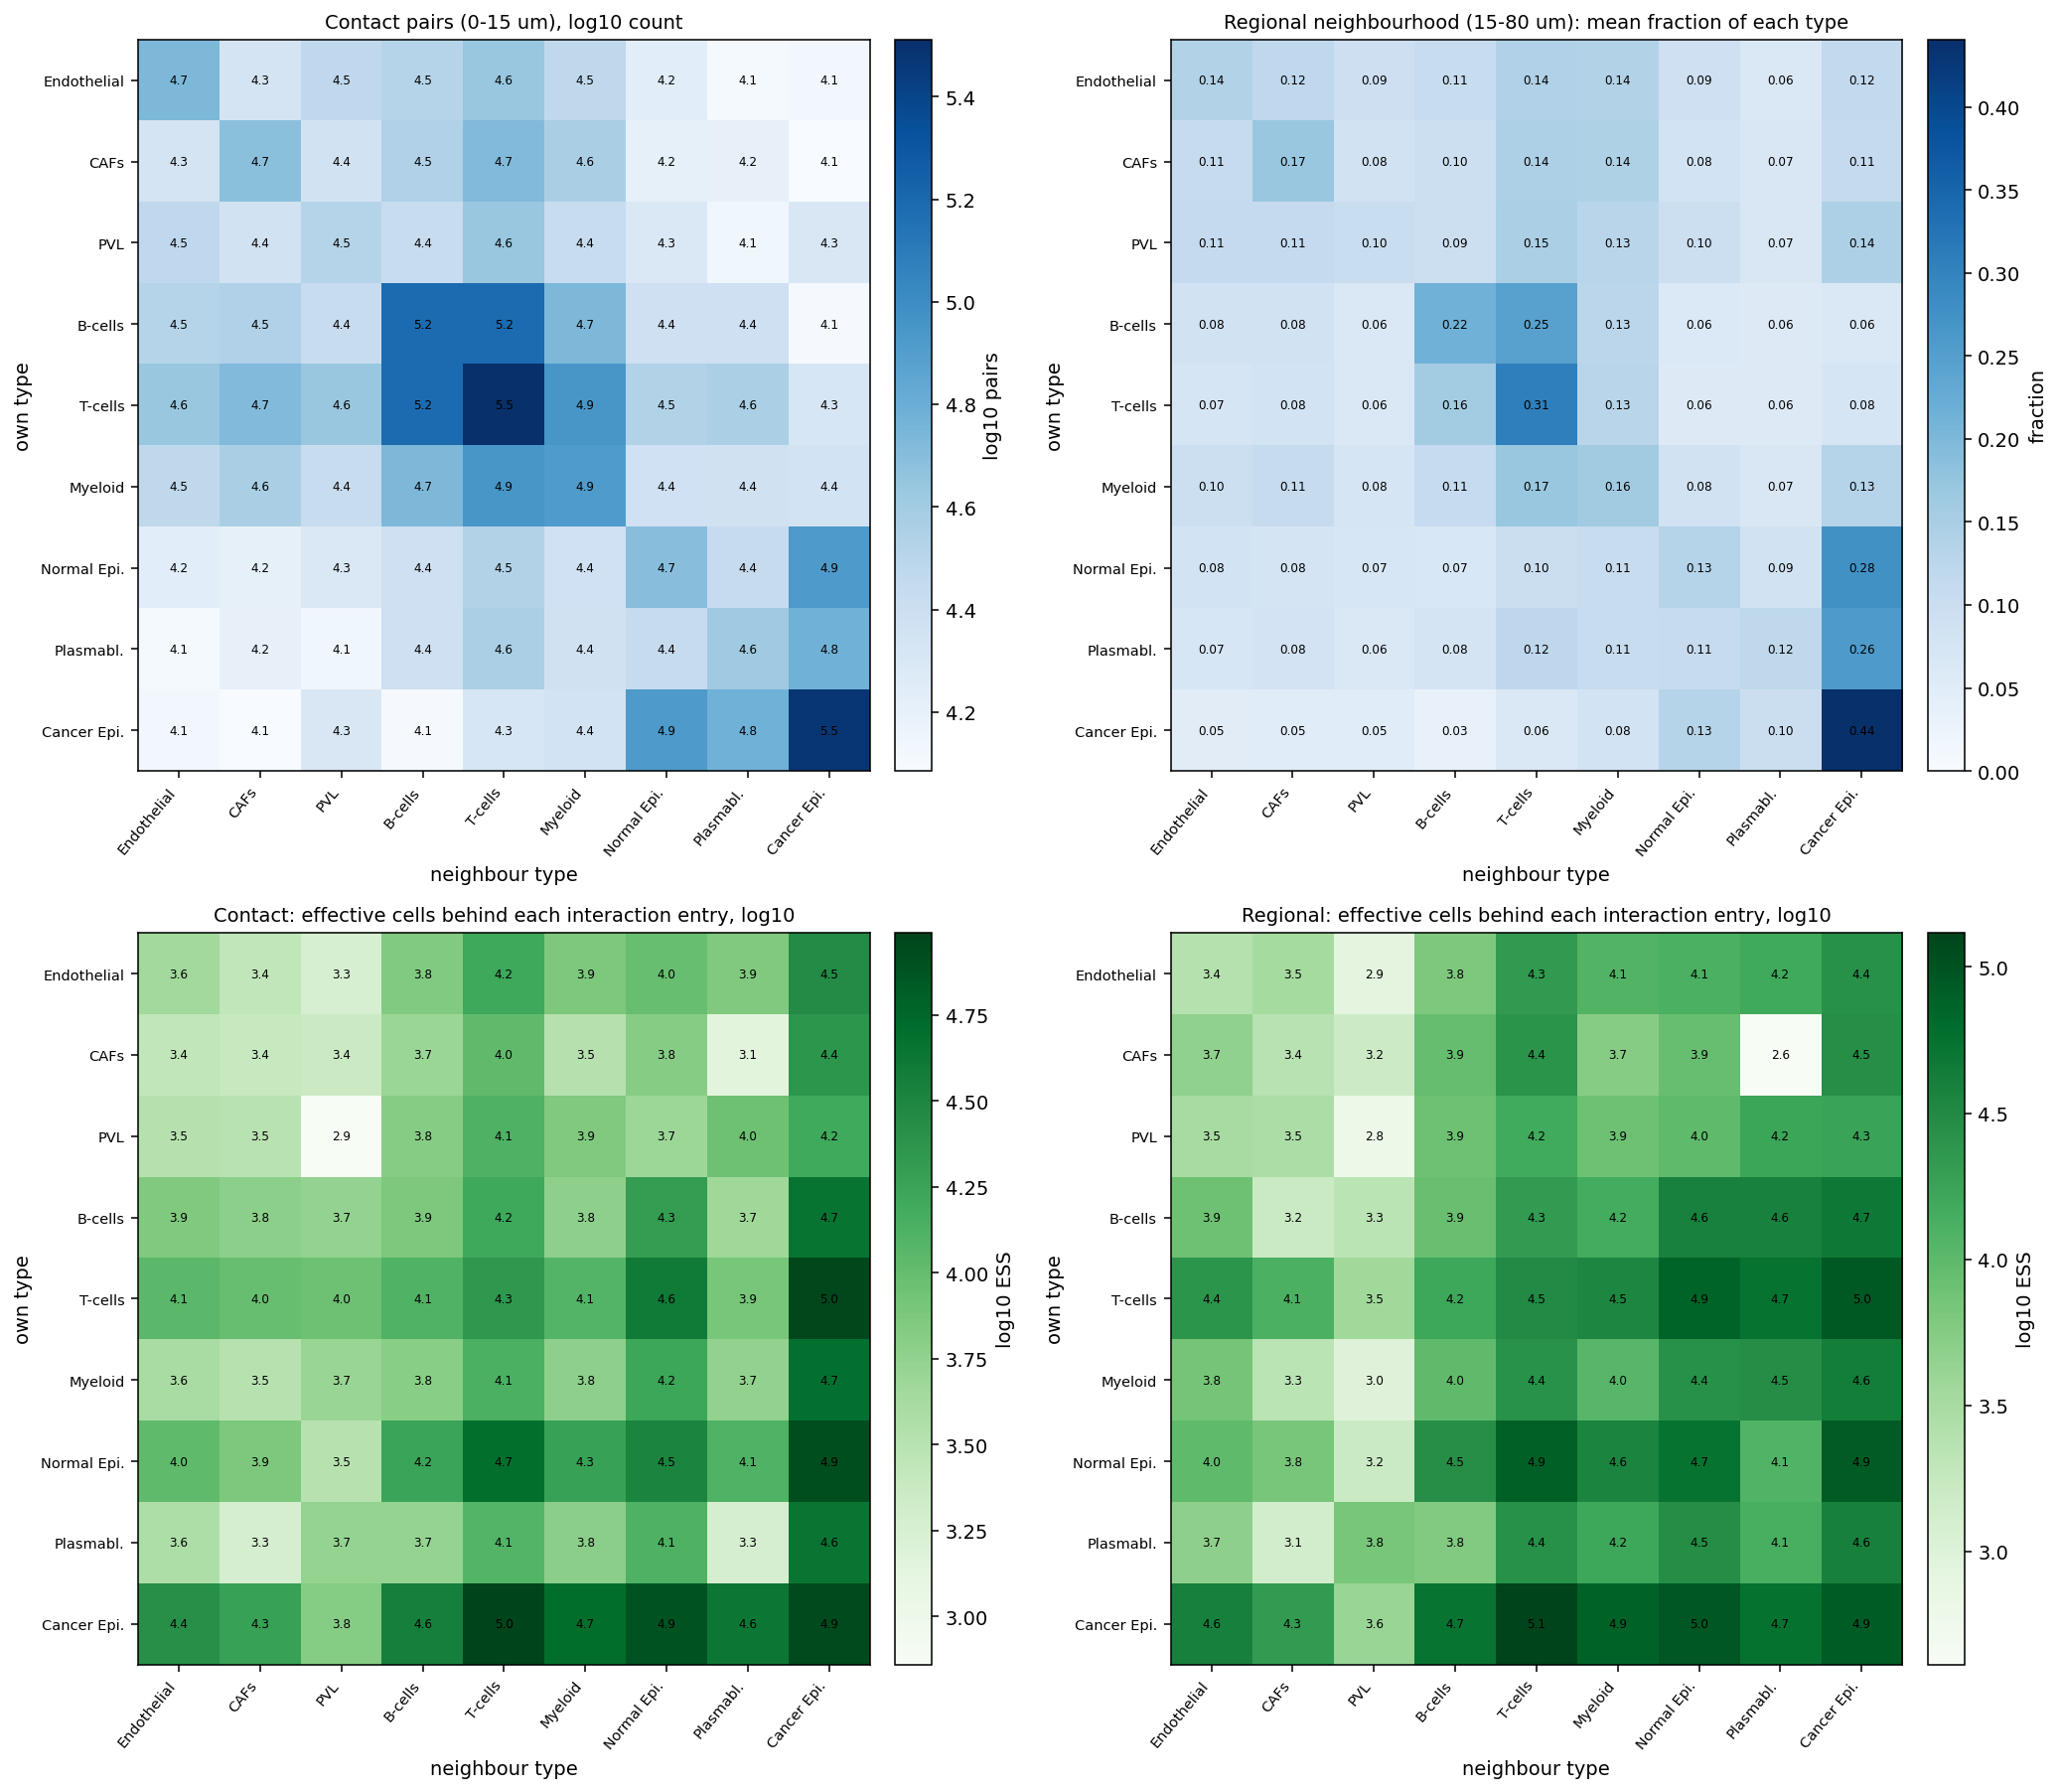 Contact pairs (0-15 um), log10 count
own type
Endothelial 4.7 4.3 4.5 4.5 4.6 4.5 4.2 4.1 4.1
CAFs 4.3 4.7 4.4 4.5 4.7 4.6 4.2 4.2 4.1
PVL 4.5 4.4 4.5 4.4 4.6 4.4 4.3 4.1 4.3
B-cells 4.5 4.5 4.4 5.2 5.2 4.7 4.4 4.4 4.1
T-cells 4.6 4.7 4.6 5.2 5.5 4.9 4.5 4.6 4.3
Myeloid 4.5 4.6 4.4 4.7 4.9 4.9 4.4 4.4 4.4
Normal Epi. 4.2 4.2 4.3 4.4 4.5 4.4 4.7 4.4 4.9
Plasmabl. 4.1 4.2 4.1 4.4 4.6 4.4 4.4 4.6 4.8
Cancer Epi. 4.1 4.1 4.3 4.1 4.3 4.4 4.9 4.8 5.5
Endothelial CAFs PVL B-cells T-cells Myeloid Normal Epi. Plasmabl. Cancer Epi.
neighbour type
5.4
5.2
5.0
4.8
4.6
4.4
4.2
log10 pairs
Regional neighbourhood (15-80 um): mean fraction of each type
own type
Endothelial 0.14 0.12 0.09 0.11 0.14 0.14 0.09 0.06 0.12
CAFs 0.11 0.17 0.08 0.10 0.14 0.14 0.08 0.07 0.11
PVL 0.11 0.11 0.10 0.09 0.15 0.13 0.10 0.07 0.14
B-cells 0.08 0.08 0.06 0.22 0.25 0.13 0.06 0.06 0.06
T-cells 0.07 0.08 0.06 0.16 0.31 0.13 0.06 0.06 0.08
Myeloid 0.10 0.11 0.08 0.11 0.17 0.16 0.08 0.07 0.13
Normal Epi. 0.08 0.08 0.07 0.07 0.10 0.11 0.13 0.09 0.28
Plasmabl. 0.07 0.08 0.06 0.08 0.12 0.11 0.11 0.12 0.26
Cancer Epi. 0.05 0.05 0.05 0.03 0.06 0.08 0.13 0.10 0.44
Endothelial CAFs PVL B-cells T-cells Myeloid Normal Epi. Plasmabl. Cancer Epi.
neighbour type
0.40
0.35
0.30
0.25
0.20
0.15
0.10
0.05
0.00
fraction
Contact: effective cells behind each interaction entry, log10
own type
Endothelial 3.6 3.4 3.3 3.8 4.2 3.9 4.0 3.9 4.5
CAFs 3.4 3.4 3.4 3.7 4.0 3.5 3.8 3.1 4.4
PVL 3.5 3.5 2.9 3.8 4.1 3.9 3.7 4.0 4.2
B-cells 3.9 3.8 3.7 3.9 4.2 3.8 4.3 3.7 4.7
T-cells 4.1 4.0 4.0 4.1 4.3 4.1 4.6 3.9 5.0
Myeloid 3.6 3.5 3.7 3.8 4.1 3.8 4.2 3.7 4.7
Normal Epi. 4.0 3.9 3.5 4.2 4.7 4.3 4.5 4.1 4.9
Plasmabl. 3.6 3.3 3.7 3.7 4.1 3.8 4.1 3.3 4.6
Cancer Epi. 4.4 4.3 3.8 4.6 5.0 4.7 4.9 4.6 4.9
Endothelial CAFs PVL B-cells T-cells Myeloid Normal Epi. Plasmabl. Cancer Epi.
neighbour type
4.75
4.50
4.25
4.00
3.75
3.50
3.25
3.00
log10 ESS
Regional: effective cells behind each interaction entry, log10
own type
Endothelial 3.4 3.5 2.9 3.8 4.3 4.1 4.1 4.2 4.4
CAFs 3.7 3.4 3.2 3.9 4.4 3.7 3.9 2.6 4.5
PVL 3.5 3.5 2.8 3.9 4.2 3.9 4.0 4.2 4.3
B-cells 3.9 3.2 3.3 3.9 4.3 4.2 4.6 4.6 4.7
T-cells 4.4 4.1 3.5 4.2 4.5 4.5 4.9 4.7 5.0
Myeloid 3.8 3.3 3.0 4.0 4.4 4.0 4.4 4.5 4.6
Normal Epi. 4.0 3.8 3.2 4.5 4.9 4.6 4.7 4.1 4.9
Plasmabl. 3.7 3.1 3.8 3.8 4.4 4.2 4.5 4.1 4.6
Cancer Epi. 4.6 4.3 3.6 4.7 5.1 4.9 5.0 4.7 4.9
Endothelial CAFs PVL B-cells T-cells Myeloid Normal Epi. Plasmabl. Cancer Epi.
neighbour type
5.0
4.5
4.0
3.5
3.0
log10 ESS